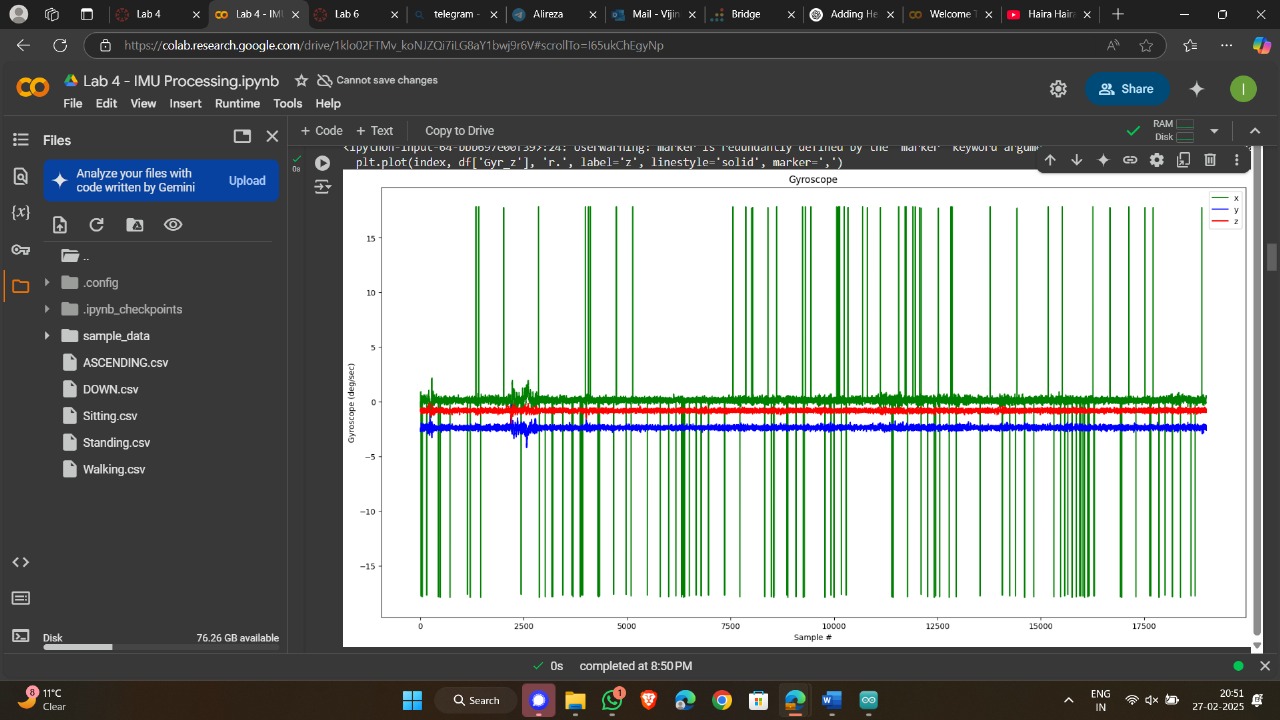 Lab 4
Lab 4 - IMU
Lab 6
telegram -
Alireza
Mail - Vijin
Bridge
Adding He
Welcome T
Haira Hair
https://colab.research.google.com/drive/1klo02FTMv_koNJZQi7iLG8aY1bwj9r6V#scrollTo=I65ukChEgyNp
Lab 4 - IMU Processing.ipynb
Cannot save changes
Share
I
File Edit View Insert Runtime Tools Help
Files
+ Code + Text Copy to Drive
RAM
Disk
Analyze your files with
code written by Gemini
Upload
{x}
..
.config
.ipynb_checkpoints
sample_data
ASCENDING.csv
DOWN.csv
Sitting.csv
Standing.csv
Walking.csv
Disk
76.26 GB available
0s
UserWarning: marker is redundantly defined by the 'marker' keyword argum
plt.plot(index, df['Gyr_z'], 'r.', label='z', linestyle='solid', marker=',')
Gyroscope
x
y
z
Gyroscope (deg/sec)
15
10
5
0
−5
−10
−15
0 2500 5000 7500 10000 12500 15000 17500
Sample #
0s completed at 8:50 PM
8
11°C
Clear
Search
1
ENG
IN
20:51
27-02-2025